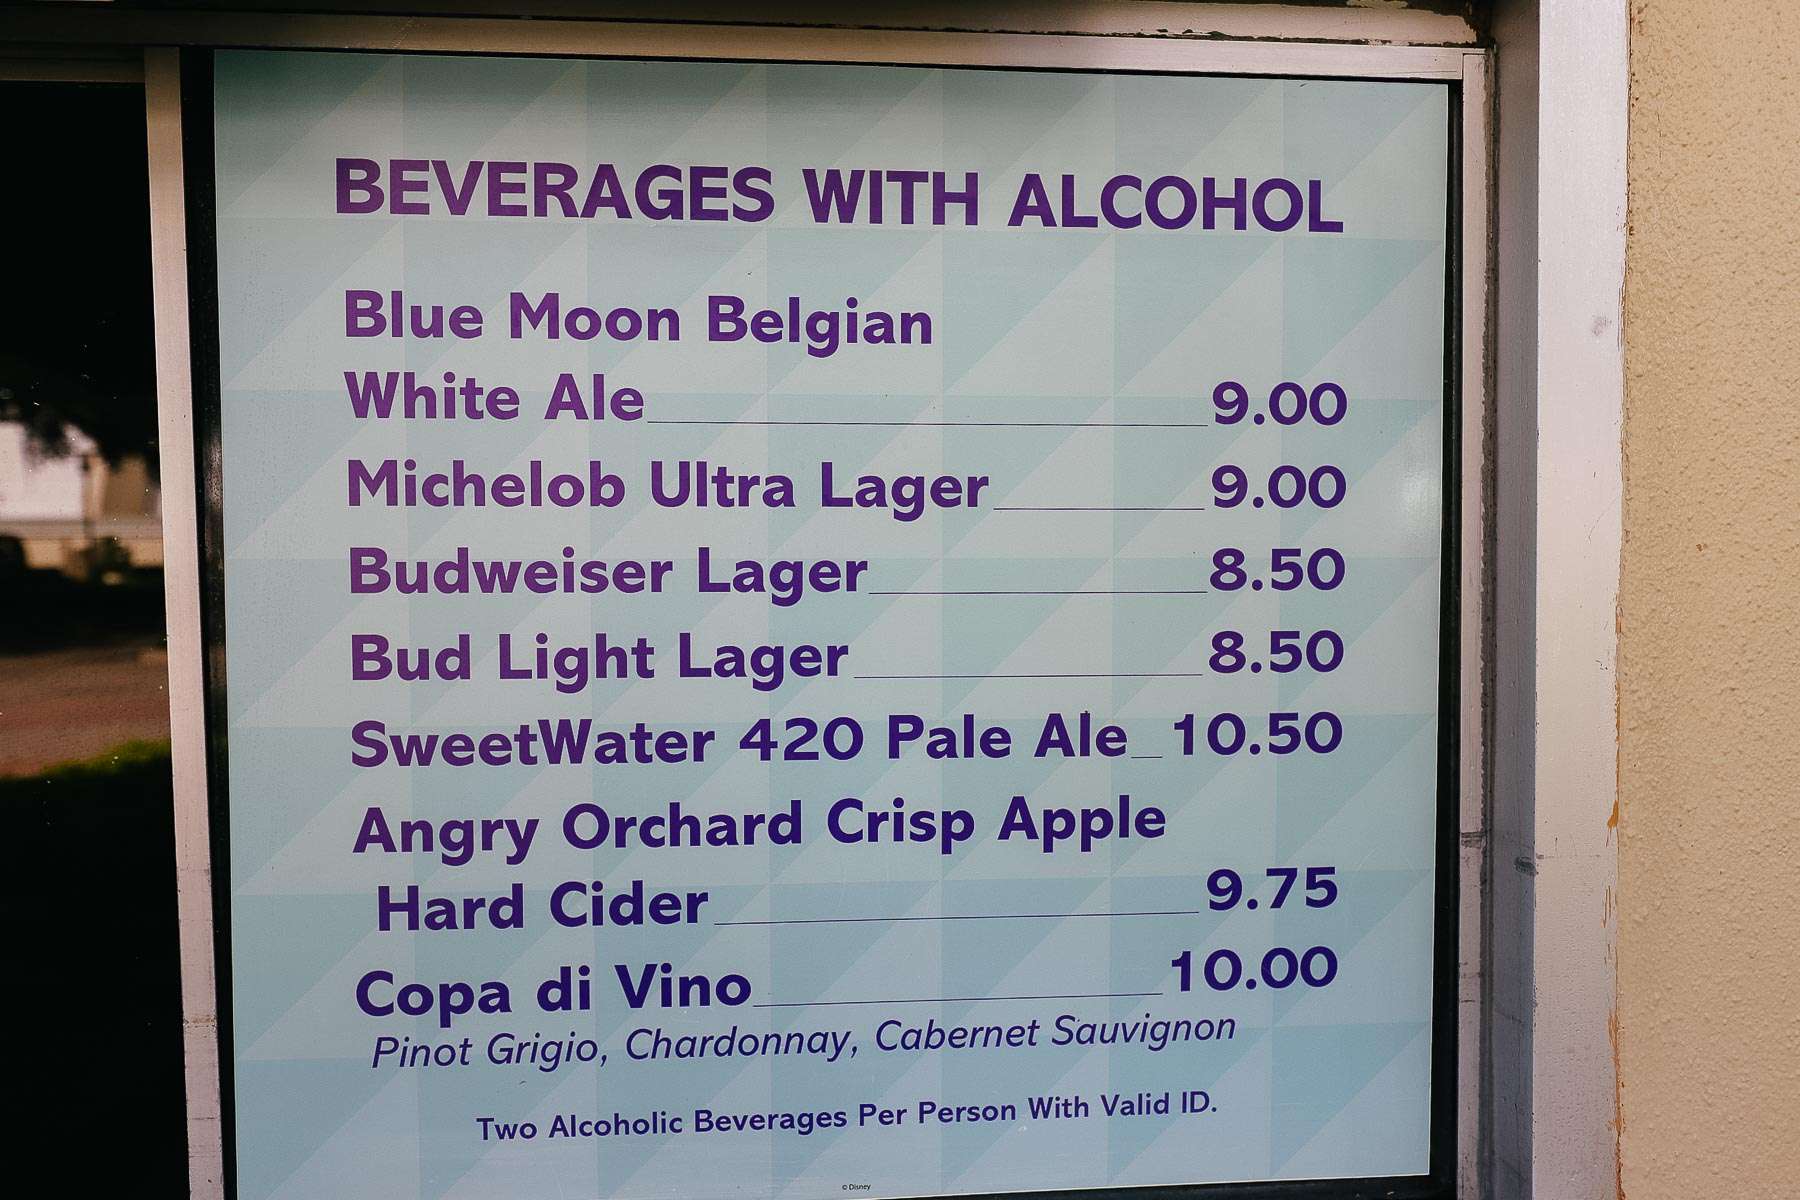 BEVERAGES WITH ALCOHOL
Blue Moon Belgian
White Ale 9.00
Michelob Ultra Lager 9.00
Budweiser Lager 8.50
Bud Light Lager 8.50
SweetWater 420 Pale Ale 10.50
Angry Orchard Crisp Apple
Hard Cider 9.75
Copa di Vino 10.00
Pinot Grigio, Chardonnay, Cabernet Sauvignon
Two Alcoholic Beverages Per Person With Valid ID.
© Disney